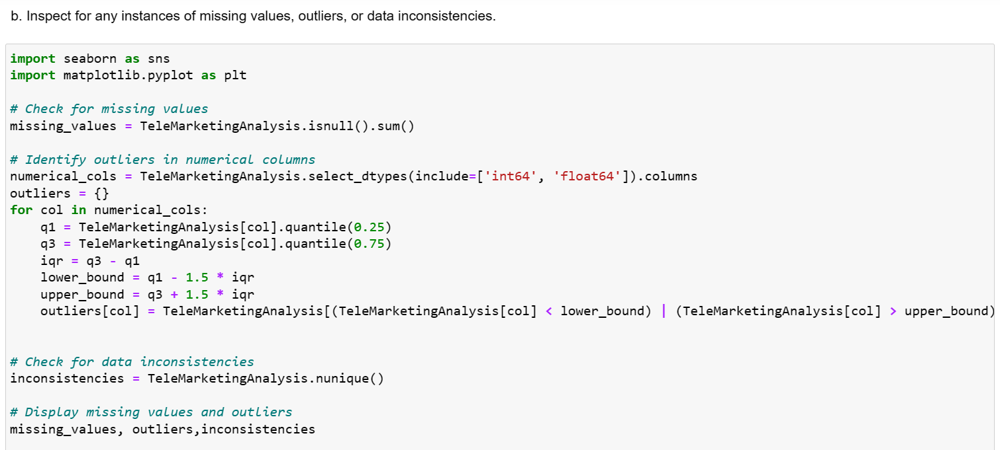 b. Inspect for any instances of missing values, outliers, or data inconsistencies.
import seaborn as sns
import matplotlib.pyplot as plt
# Check for missing values
missing_values = TeleMarketingAnalysis.isnull().sum()
# Identify outliers in numerical columns
numerical_cols = TeleMarketingAnalysis.select_dtypes(include=['int64', 'float64']).columns
outliers = {}
for col in numerical_cols:
    q1 = TeleMarketingAnalysis[col].quantile(0.25)
    q3 = TeleMarketingAnalysis[col].quantile(0.75)
    iqr = q3 - q1
    lower_bound = q1 - 1.5 * iqr
    upper_bound = q3 + 1.5 * iqr
    outliers[col] = TeleMarketingAnalysis[(TeleMarketingAnalysis[col] < lower_bound) | (TeleMarketingAnalysis[col] > upper_bound)
# Check for data inconsistencies
inconsistencies = TeleMarketingAnalysis.nunique()
# Display missing values and outliers
missing_values, outliers,inconsistencies